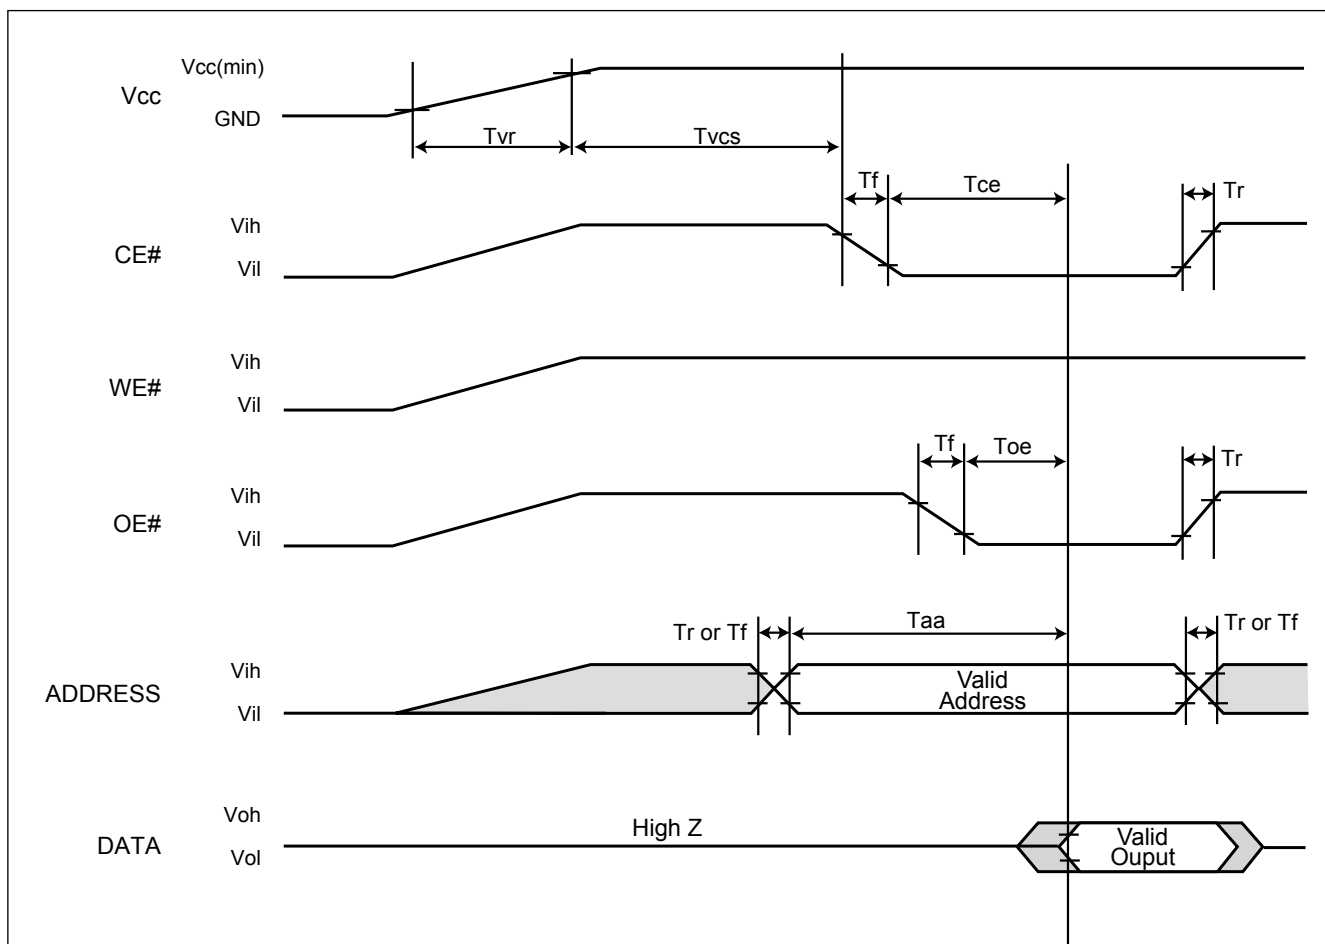 Vcc(min)
Vcc
GND
Tvr
Tvcs
Tf
Tce
Tr
Vih
CE#
Vil
Vih
WE#
Vil
Tf
Toe
Tr
Vih
OE#
Vil
Tr or Tf
Taa
Tr or Tf
Vih
ADDRESS
Vil
Valid
Address
Voh
DATA
Vol
High Z
Valid
Ouput